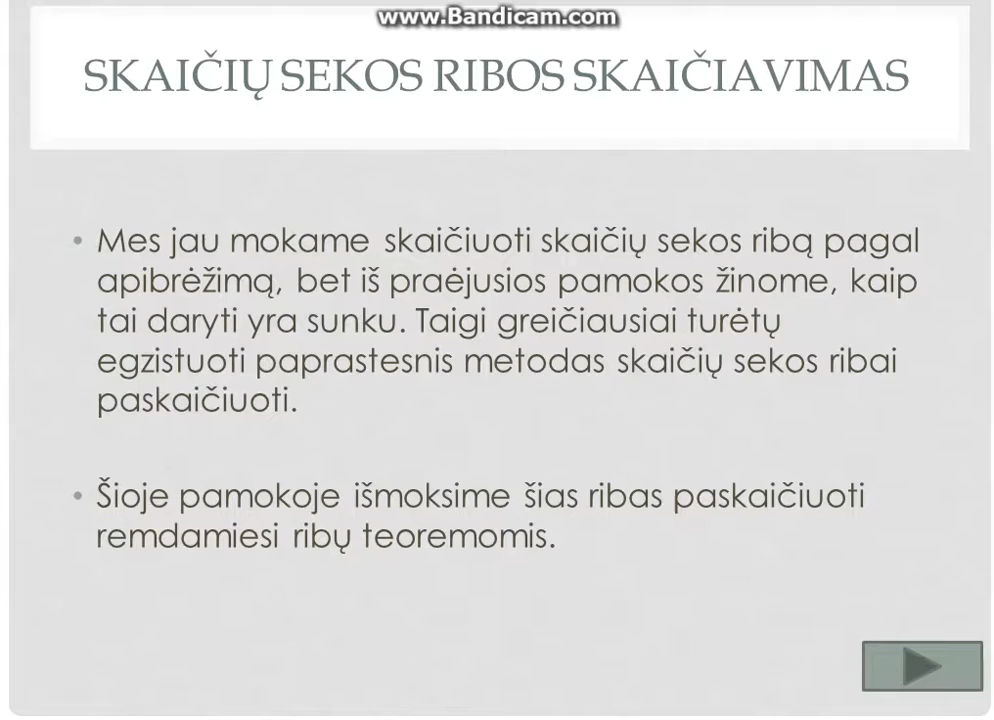 www.Bandicam.com
SKAIČIŲ SEKOS RIBOS SKAIČIAVIMAS
• Mes jau mokame skaičiuoti skaičių sekos ribą pagal
apibrėžimą, bet iš praėjusios pamokos žinome, kaip
tai daryti yra sunku. Taigi greičiausiai turėtų
egzistuoti paprastesnis metodas skaičių sekos ribai
paskaičiuoti.
• Šioje pamokoje išmoksime šias ribas paskaičiuoti
remdamiesi ribų teoremomis.